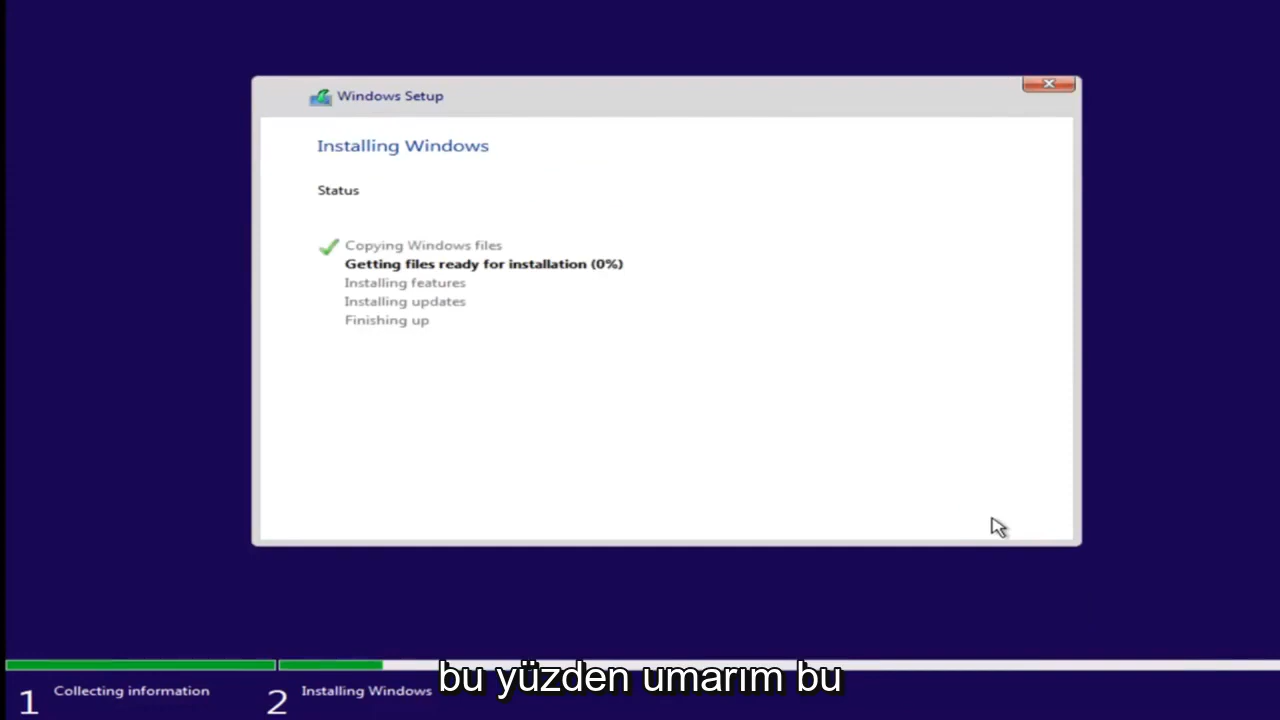 Windows Setup
Installing Windows
Status
Copying Windows files
Getting files ready for installation (0%)
Installing features
Installing updates
Finishing up
bu yüzden umarım bu
1 Collecting information
2 Installing Windows